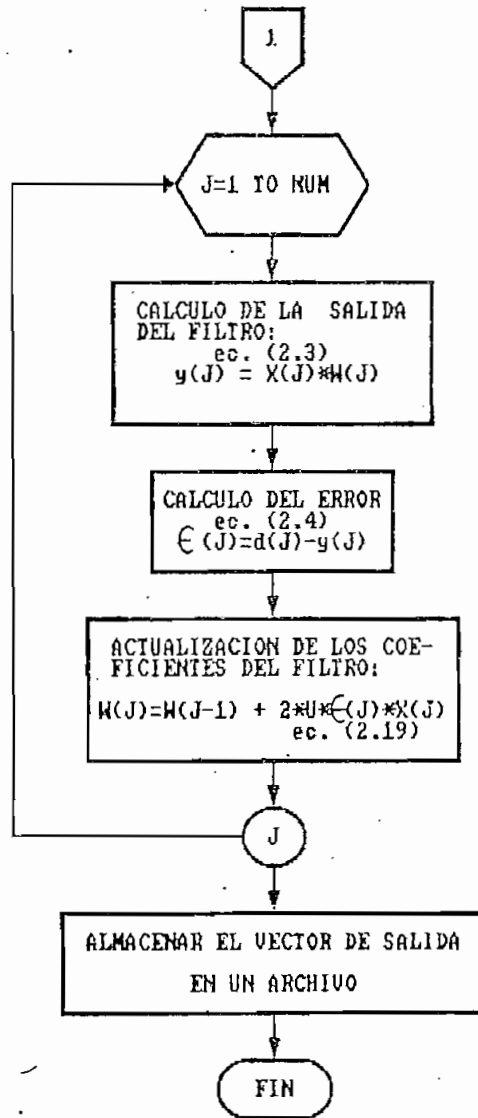 1
J=1 TO NUM
CALCULO DE LA SALIDA
DEL FILTRO:
ec. (2.3)
y(J) = X(J)*W(J)
CALCULO DEL ERROR
ec. (2.4)
∈(J)=d(J)-y(J)
ACTUALIZACION DE LOS COE-
FICIENTES DEL FILTRO:
W(J)=W(J-1) + 2*U*∈(J)*X(J)
ec. (2.19)
J
ALMACENAR EL VECTOR DE SALIDA
EN UN ARCHIVO
FIN